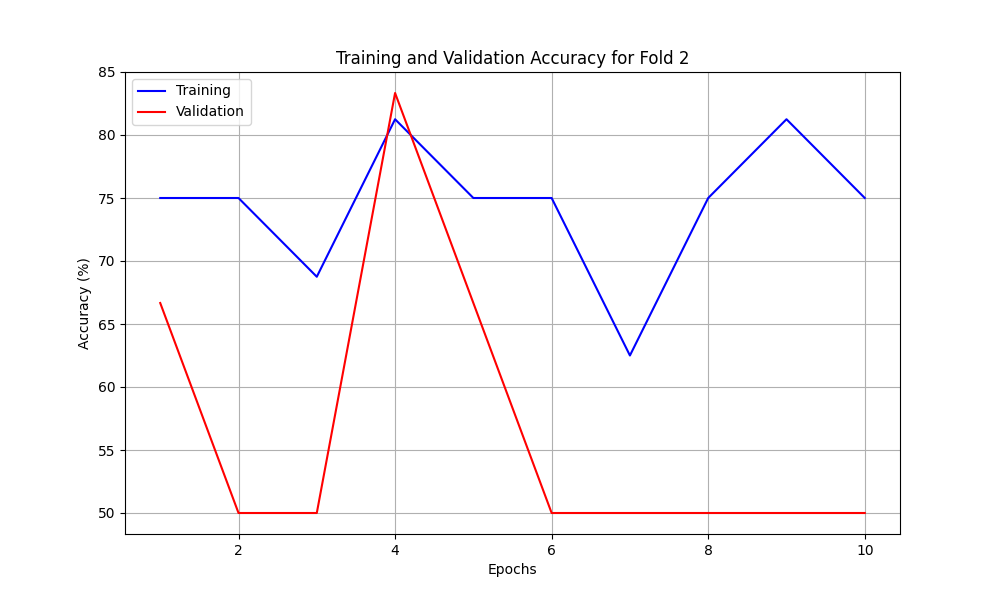 Training and Validation Accuracy for Fold 2
Training
Validation
Accuracy (%)
85
80
75
70
65
60
55
50
2 4 6 8 10
Epochs